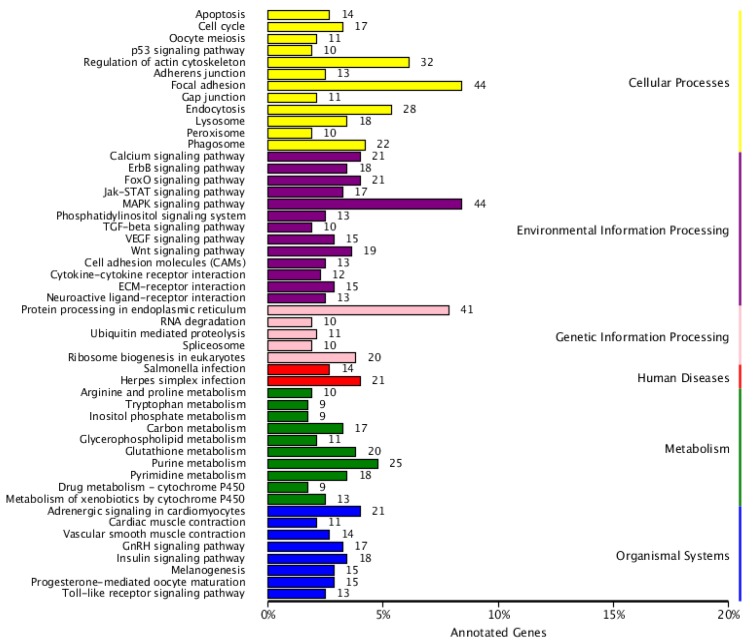 Apoptosis 14
Cell cycle 17
Oocyte meiosis 11
p53 signaling pathway 10
Regulation of actin cytoskeleton 32
Adherens junction 13
Focal adhesion 44
Gap junction 11
Endocytosis 28
Lysosome 18
Peroxisome 10
Phagosome 22
Cellular Processes
Calcium signaling pathway 21
ErbB signaling pathway 18
FoxO signaling pathway 21
Jak-STAT signaling pathway 17
MAPK signaling pathway 44
Phosphatidylinositol signaling system 13
TGF-beta signaling pathway 10
VEGF signaling pathway 15
Wnt signaling pathway 19
Cell adhesion molecules (CAMs) 13
Cytokine-cytokine receptor interaction 12
ECM-receptor interaction 15
Neuroactive ligand-receptor interaction 13
Environmental Information Processing
Protein processing in endoplasmic reticulum 41
RNA degradation 10
Ubiquitin mediated proteolysis 11
Spliceosome 10
Ribosome biogenesis in eukaryotes 20
Genetic Information Processing
Salmonella infection 14
Herpes simplex infection 21
Human Diseases
Arginine and proline metabolism 10
Tryptophan metabolism 9
Inositol phosphate metabolism 9
Carbon metabolism 17
Glycerophospholipid metabolism 11
Glutathione metabolism 20
Purine metabolism 25
Pyrimidine metabolism 18
Drug metabolism - cytochrome P450 9
Metabolism of xenobiotics by cytochrome P450 13
Metabolism
Adrenergic signaling in cardiomyocytes 21
Cardiac muscle contraction 11
Vascular smooth muscle contraction 14
GnRH signaling pathway 17
Insulin signaling pathway 18
Melanogenesis 15
Progesterone-mediated oocyte maturation 15
Toll-like receptor signaling pathway 13
Organismal Systems
0% 5% 10% 15% 20%
Annotated Genes